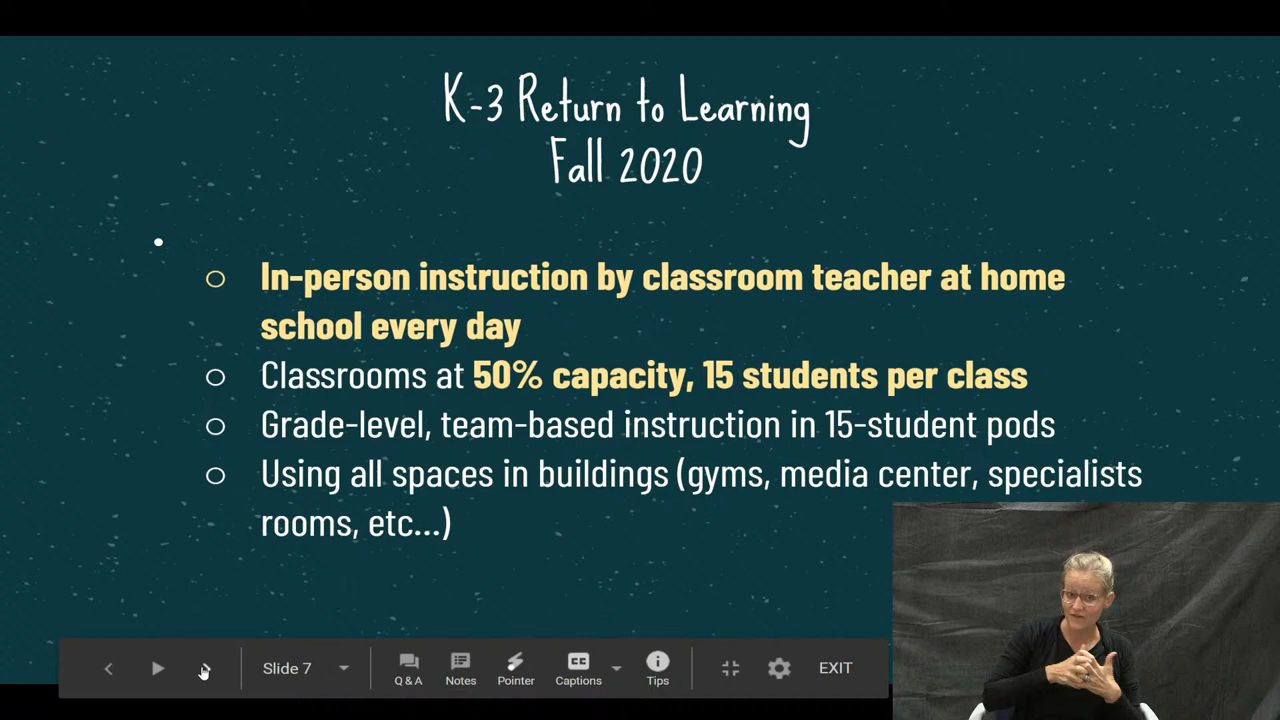 K-3 Return to Learning
Fall 2020
In-person instruction by classroom teacher at home
school every day
Classrooms at 50% capacity, 15 students per class
Grade-level, team-based instruction in 15-student pods
Using all spaces in buildings (gyms, media center, specialists
rooms, etc...)
Slide 7
Q & A
Notes
Pointer
Captions
Tips
EXIT